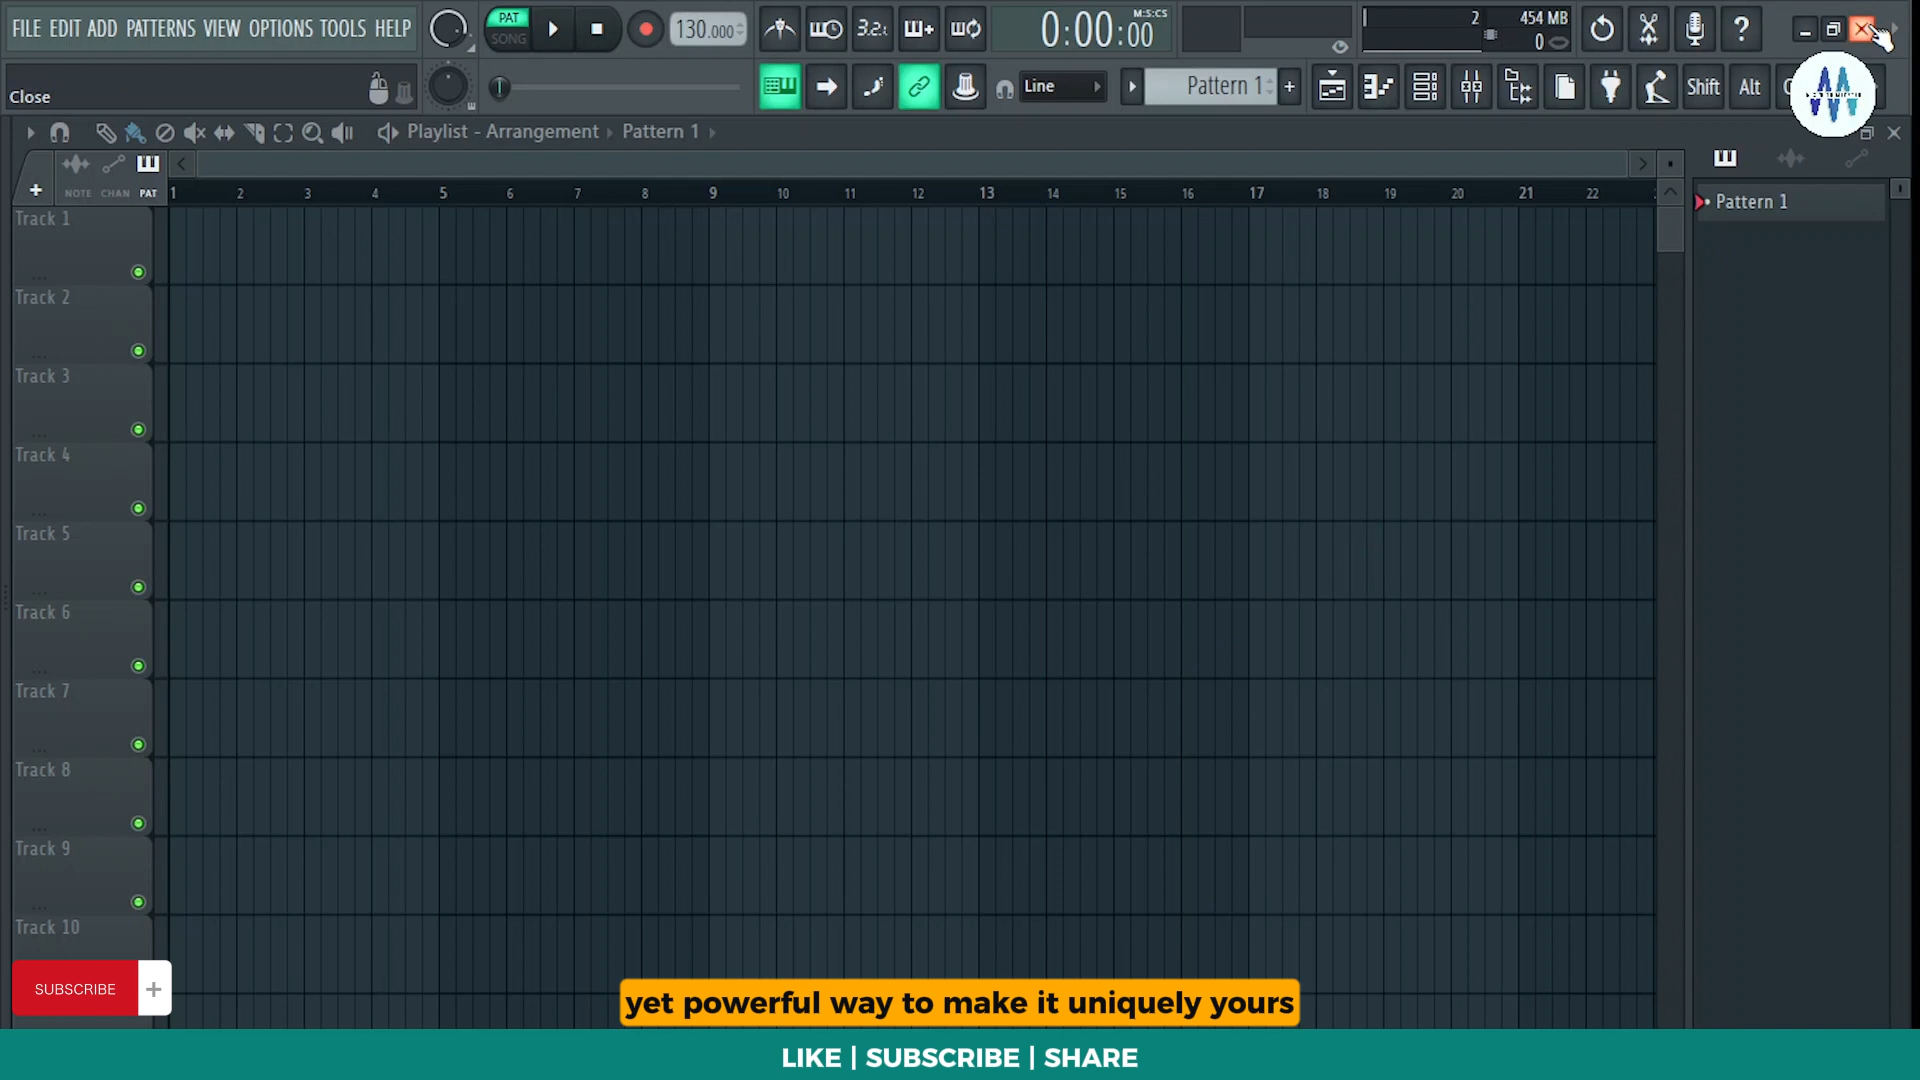 FILE EDIT ADD PATTERNS VIEW OPTIONS TOOLS HELP
PAT
SONG
130.000
3.2.
0:00:00
M:S:CS
2
454 MB
0
?
Close
Line
Pattern 1
+
Shift
Alt
Playlist - Arrangement
Pattern 1
NOTE CHAN PAT
1 2 3 4 5 6 7 8 9 10 11 12 13 14 15 16 17 18 19 20 21 22
Pattern 1
Track 1
Track 2
Track 3
Track 4
Track 5
Track 6
Track 7
Track 8
Track 9
Track 10
SUBSCRIBE +
yet powerful way to make it uniquely yours
LIKE | SUBSCRIBE | SHARE